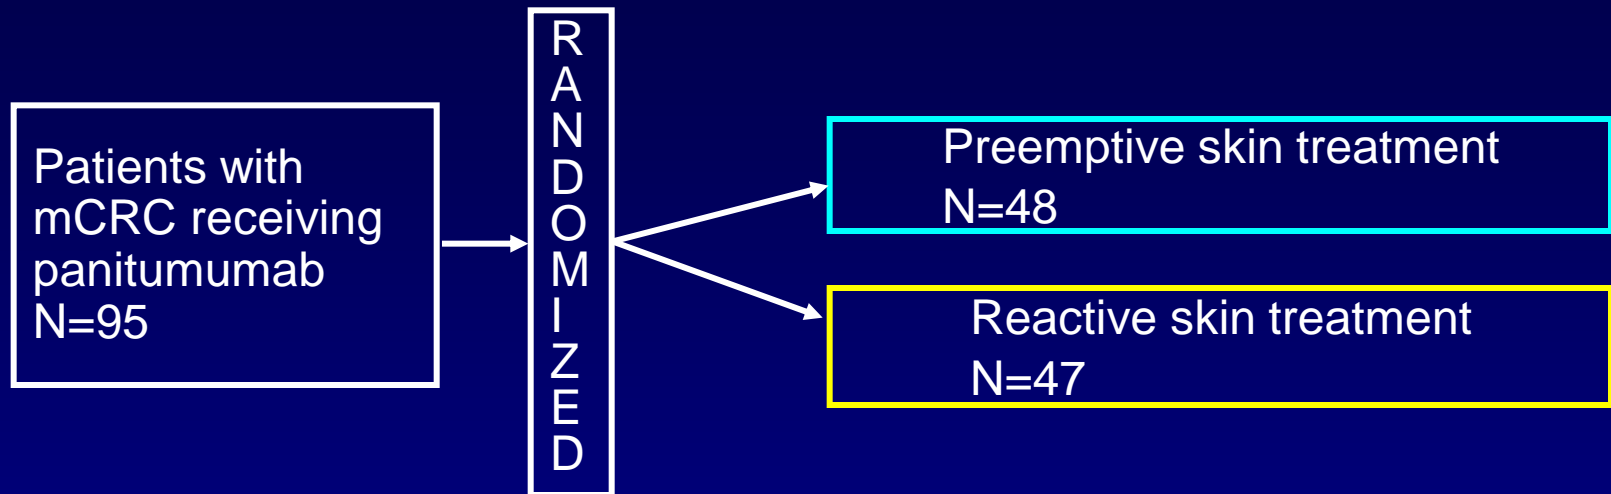 Patients with
mCRC receiving
panitumumab
N=95
R
A
N
D
O
M
I
Z
E
D
Preemptive skin treatment
N=48
Reactive skin treatment
N=47